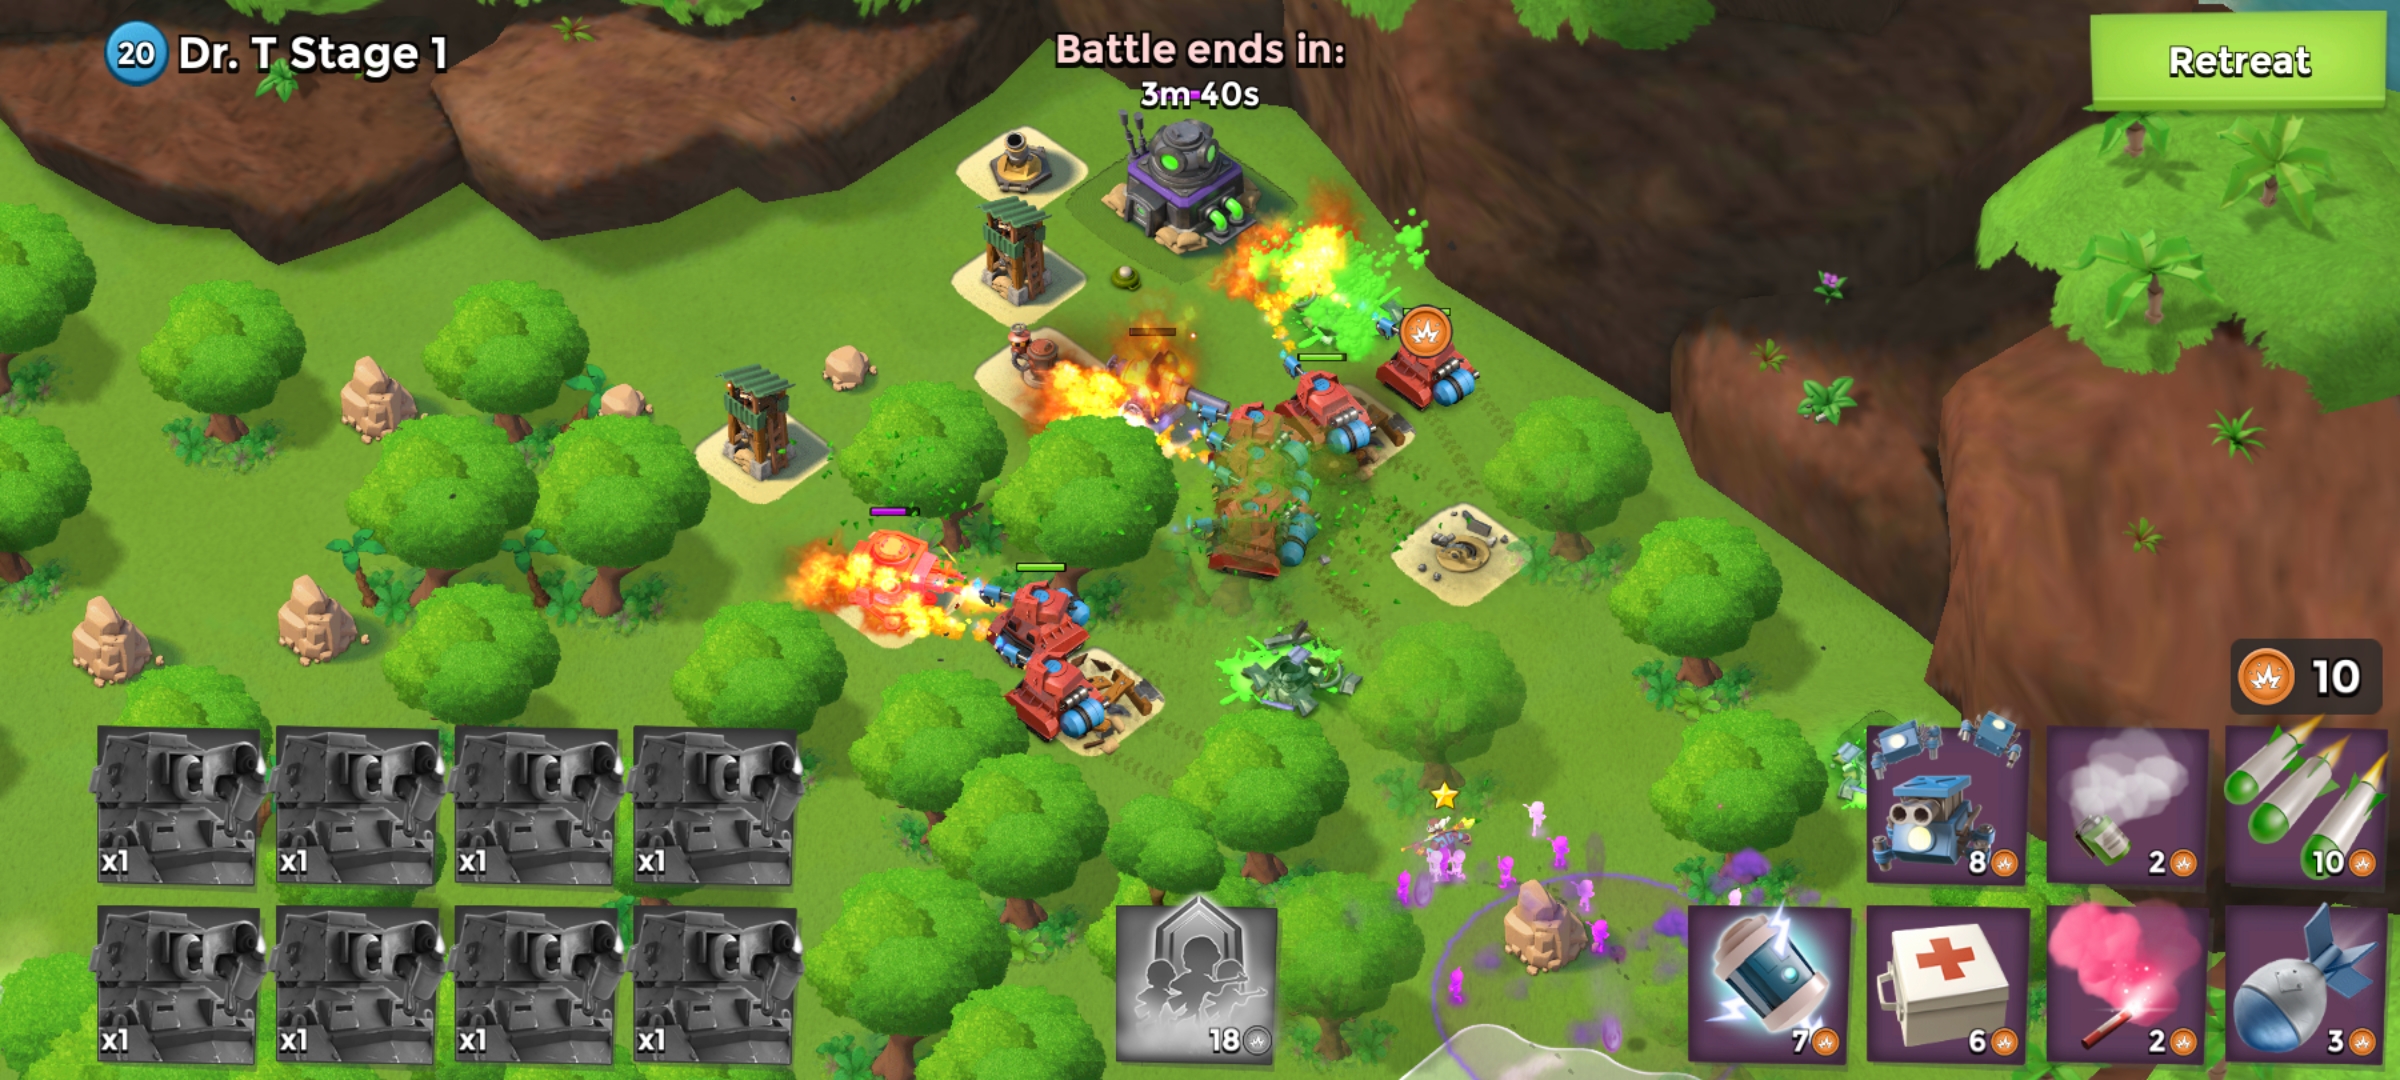 20 Dr. T Stage 1
Battle ends in:
3m 40s
Retreat
10
x1 x1 x1 x1
8 2 10
x1 x1 x1 x1
18 7 6 2 3